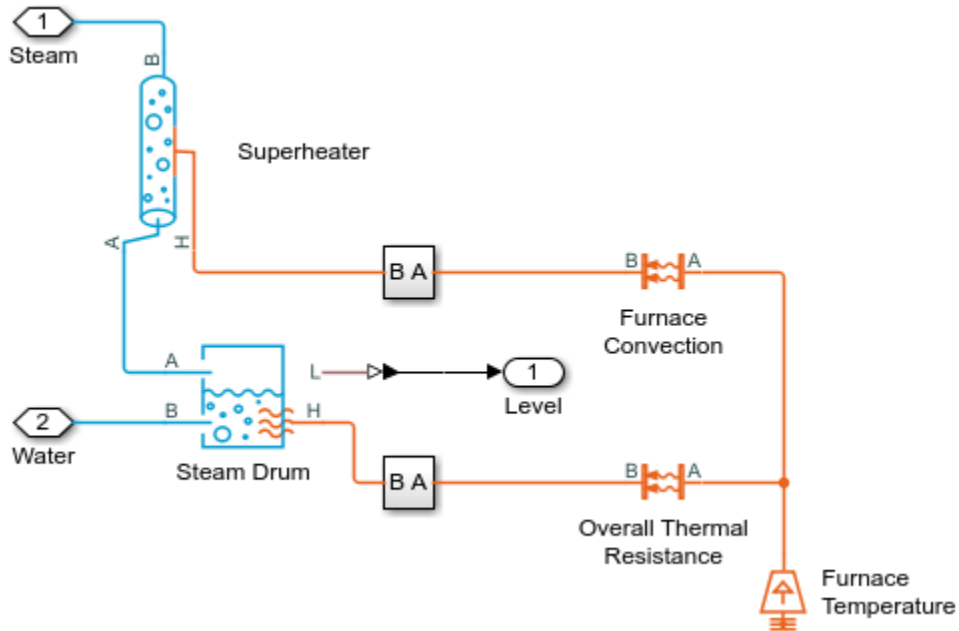 1
Steam
B
Superheater
A
H
B A
B
A
Furnace
Convection
A
L
1
Level
2
Water
B
H
Steam Drum
B A
B
A
Overall Thermal
Resistance
Furnace
Temperature